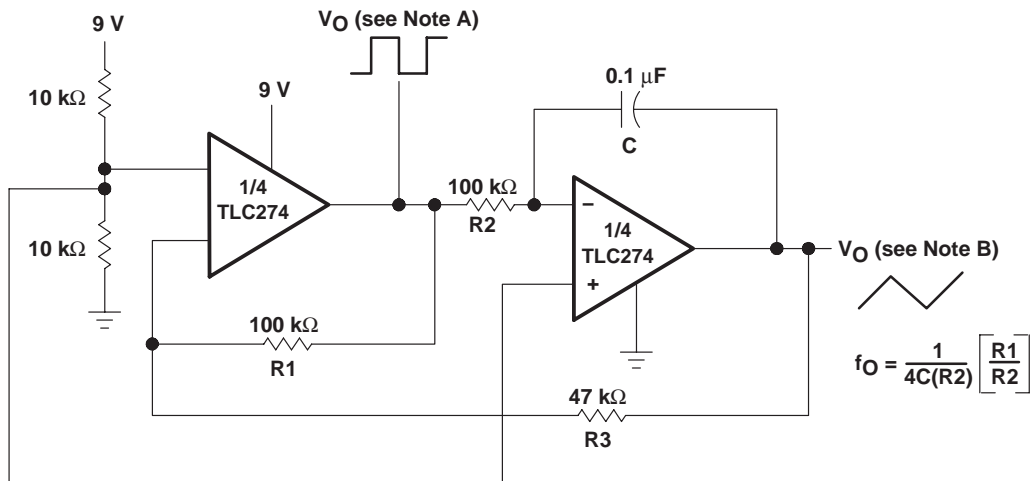 VO (see Note A)
9 V
10 kΩ
9 V
0.1 μF
C
1/4
TLC274
100 kΩ
R2
−
1/4
TLC274
+
10 kΩ
VO (see Note B)
100 kΩ
R1
fO = 1 / 4C(R2) [R1 / R2]
47 kΩ
R3